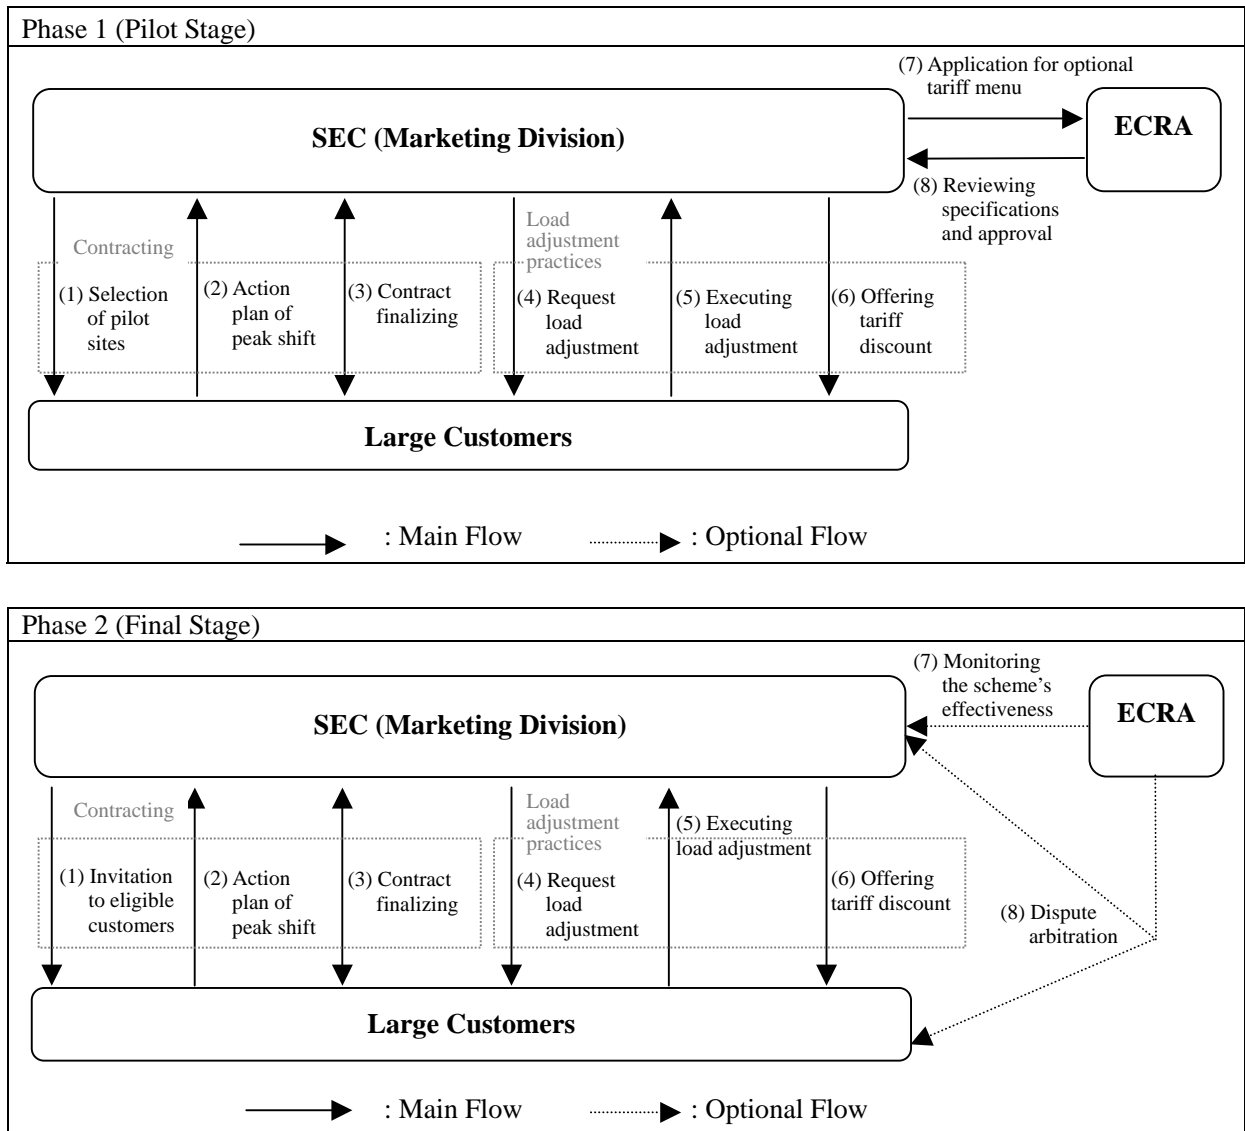 Phase 1 (Pilot Stage)
(7) Application for optional
tariff menu
SEC (Marketing Division)
ECRA
(8) Reviewing
specifications
and approval
Contracting
Load
adjustment
practices
(1) Selection
of pilot
sites
(2) Action
plan of
peak shift
(3) Contract
finalizing
(4) Request
load
adjustment
(5) Executing
load
adjustment
(6) Offering
tariff
discount
Large Customers
: Main Flow
: Optional Flow
Phase 2 (Final Stage)
(7) Monitoring
the scheme’s
effectiveness
SEC (Marketing Division)
ECRA
Contracting
Load
adjustment
practices
(1) Invitation
to eligible
customers
(2) Action
plan of
peak shift
(3) Contract
finalizing
(4) Request
load
adjustment
(5) Executing
load adjustment
(6) Offering
tariff discount
(8) Dispute
arbitration
Large Customers
: Main Flow
: Optional Flow